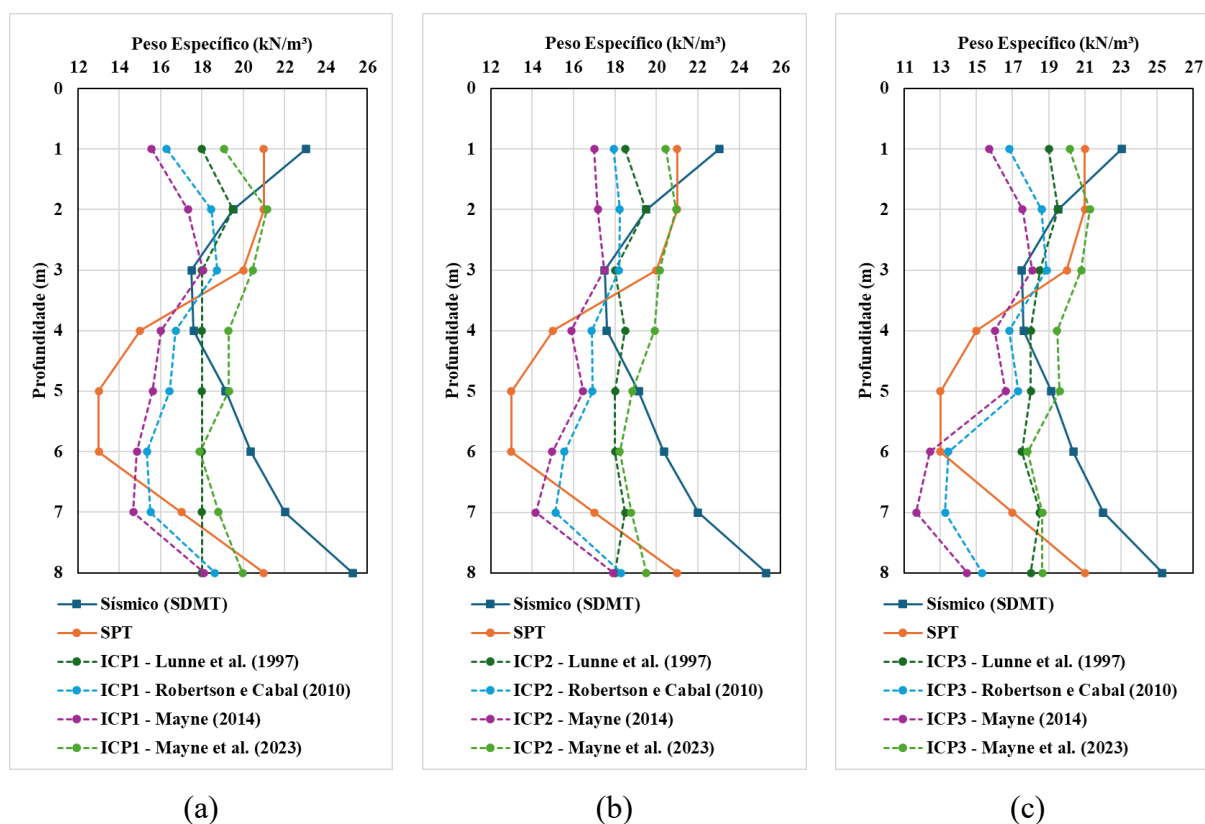 Peso Específico (kN/m³)
12 14 16 18 20 22 24 26
0
1
2
3
4
5
6
7
8
Profundidade (m)
Sísmico (SDMT)
SPT
ICP1 - Lunne et al. (1997)
ICP1 - Robertson e Cabal (2010)
ICP1 - Mayne (2014)
ICP1 - Mayne et al. (2023)
(a)
Peso Específico (kN/m³)
12 14 16 18 20 22 24 26
0
1
2
3
4
5
6
7
8
Profundidade (m)
Sísmico (SDMT)
SPT
ICP2 - Lunne et al. (1997)
ICP2 - Robertson e Cabal (2010)
ICP2 - Mayne (2014)
ICP2 - Mayne et al. (2023)
(b)
Peso Específico (kN/m³)
11 13 15 17 19 21 23 25 27
0
1
2
3
4
5
6
7
8
Profundidade (m)
Sísmico (SDMT)
SPT
ICP3 - Lunne et al. (1997)
ICP3 - Robertson e Cabal (2010)
ICP3 - Mayne (2014)
ICP3 - Mayne et al. (2023)
(c)